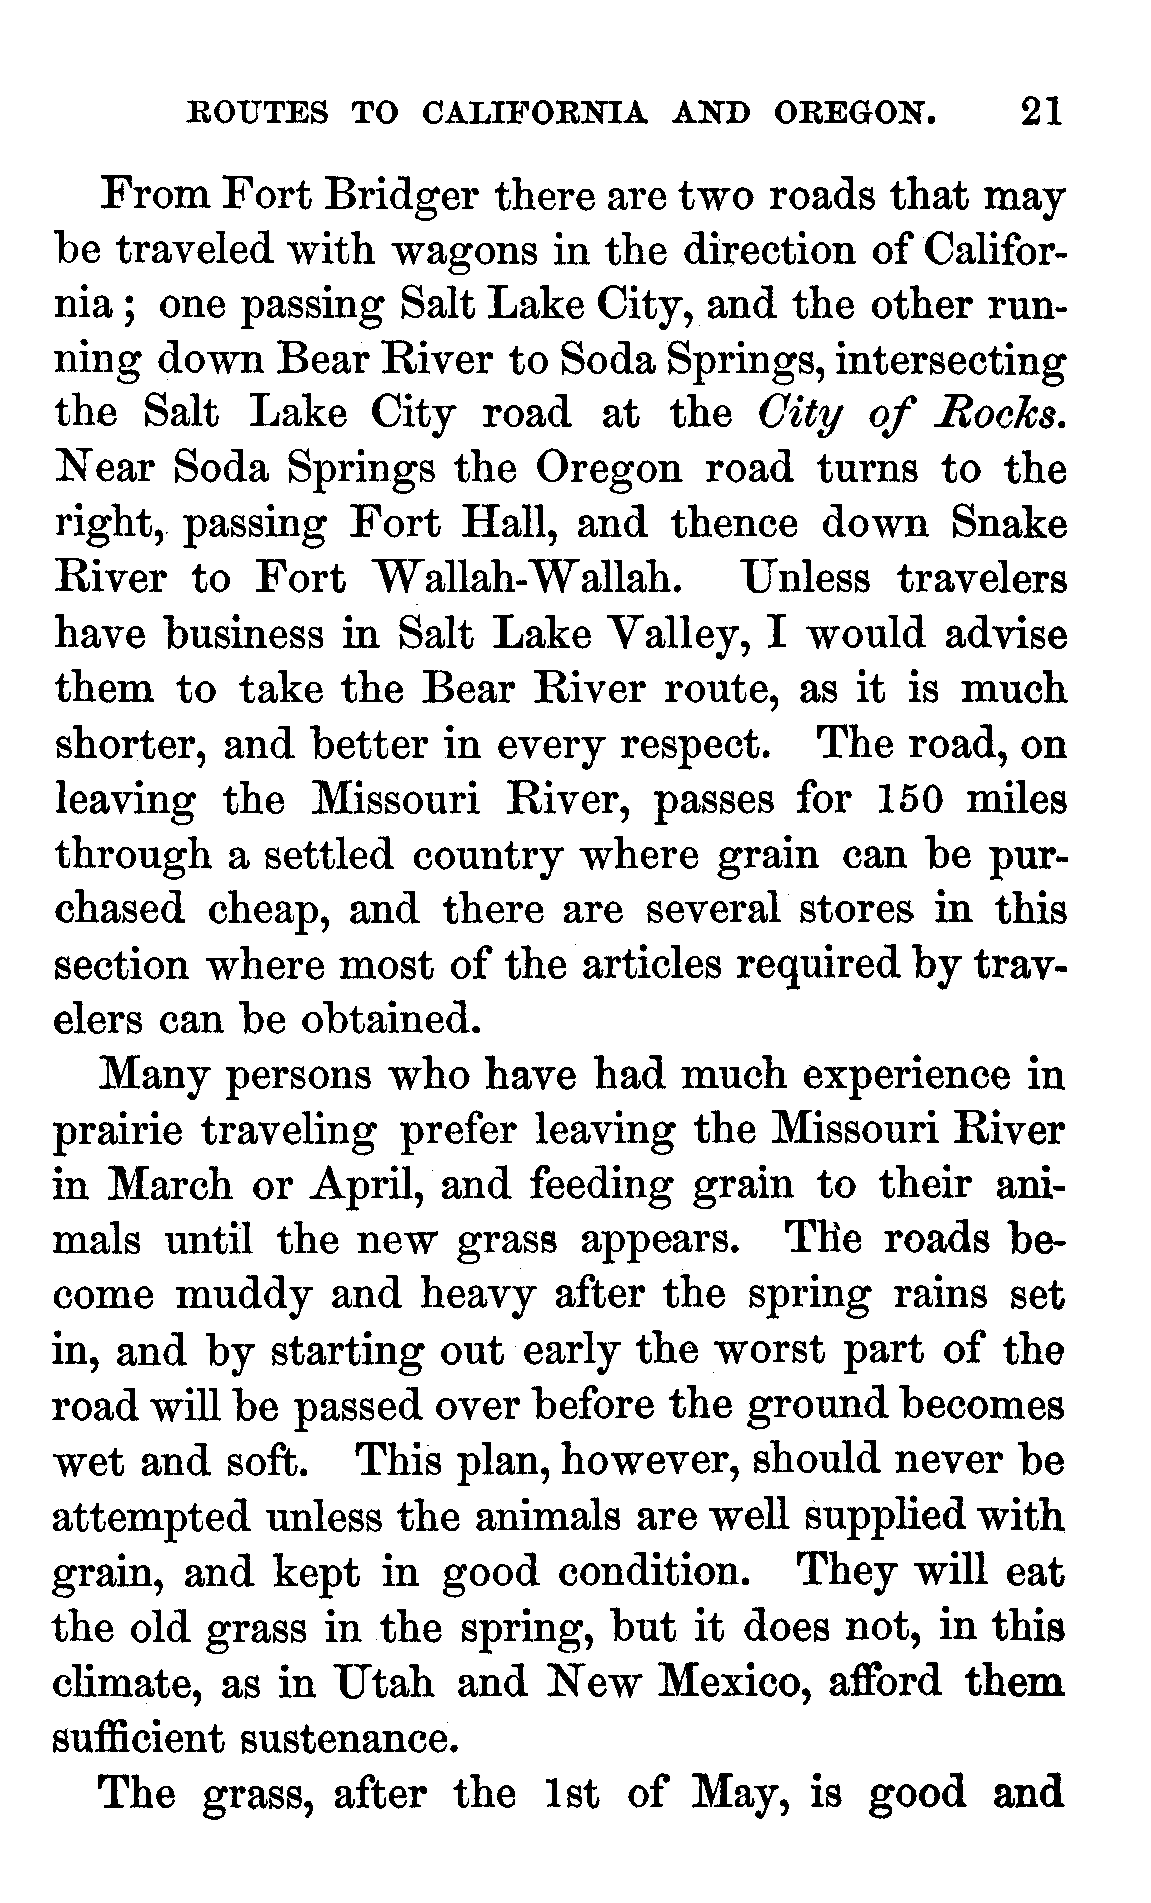 ROUTES TO CALIFORNIA AND OREGON. 21
From Fort Bridger there are two roads that may
be traveled with wagons in the direction of Califor-
nia; one passing Salt Lake City, and the other run-
ning down Bear River to Soda Springs, intersecting
the Salt Lake City road at the City of Rocks.
Near Soda Springs the Oregon road turns to the
right, passing Fort Hall, and thence down Snake
River to Fort Wallah-Wallah. Unless travelers
have business in Salt Lake Valley, I would advise
them to take the Bear River route, as it is much
shorter, and better in every respect. The road, on
leaving the Missouri River, passes for 150 miles
through a settled country where grain can be pur-
chased cheap, and there are several stores in this
section where most of the articles required by trav-
elers can be obtained.
Many persons who have had much experience in
prairie traveling prefer leaving the Missouri River
in March or April, and feeding grain to their ani-
mals until the new grass appears. The roads be-
come muddy and heavy after the spring rains set
in, and by starting out early the worst part of the
road will be passed over before the ground becomes
wet and soft. This plan, however, should never be
attempted unless the animals are well supplied with
grain, and kept in good condition. They will eat
the old grass in the spring, but it does not, in this
climate, as in Utah and New Mexico, afford them
sufficient sustenance.
The grass, after the 1st of May, is good and